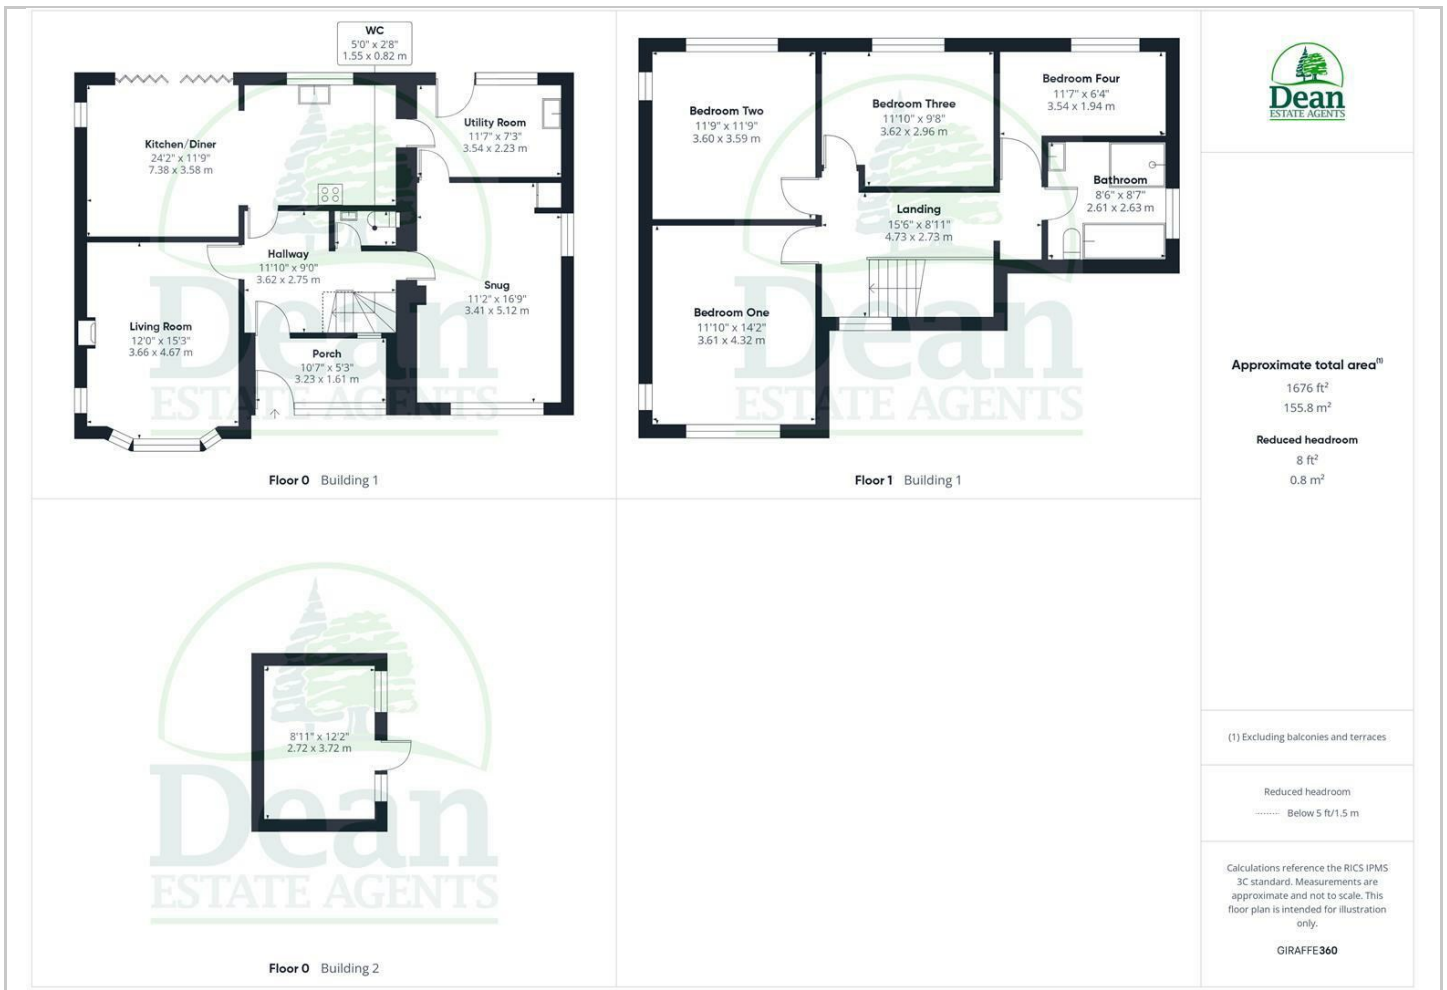 WC
5'0" x 2'8"
1.55 x 0.82 m
Kitchen/Diner
24'2" x 11'9"
7.38 x 3.58 m
Utility Room
11'7" x 7'3"
3.54 x 2.23 m
Hallway
11'10" x 9'0"
3.62 x 2.75 m
Snug
11'2" x 16'9"
3.41 x 5.12 m
Living Room
12'0" x 15'3"
3.66 x 4.67 m
Porch
10'7" x 5'3"
3.23 x 1.61 m
Dean
ESTATE AGENTS
Floor 0 Building 1
Bedroom Two
11'9" x 11'9"
3.60 x 3.59 m
Bedroom Three
11'10" x 9'8"
3.62 x 2.96 m
Bedroom Four
11'7" x 6'4"
3.54 x 1.94 m
Bathroom
8'6" x 8'7"
2.61 x 2.63 m
Landing
15'6" x 8'11"
4.73 x 2.73 m
Bedroom One
11'10" x 14'2"
3.61 x 4.32 m
Dean
ESTATE AGENTS
Floor 1 Building 1
8'11" x 12'2"
2.72 x 3.72 m
Dean
ESTATE AGENTS
Floor 0 Building 2
Dean
ESTATE AGENTS
Approximate total area(1)
1676 ft²
155.8 m²
Reduced headroom
8 ft²
0.8 m²
(1) Excluding balconies and terraces
Reduced headroom
Below 5 ft/1.5 m
Calculations reference the RICS IPMS
3C standard. Measurements are
approximate and not to scale. This
floor plan is intended for illustration
only.
GIRAFFE360